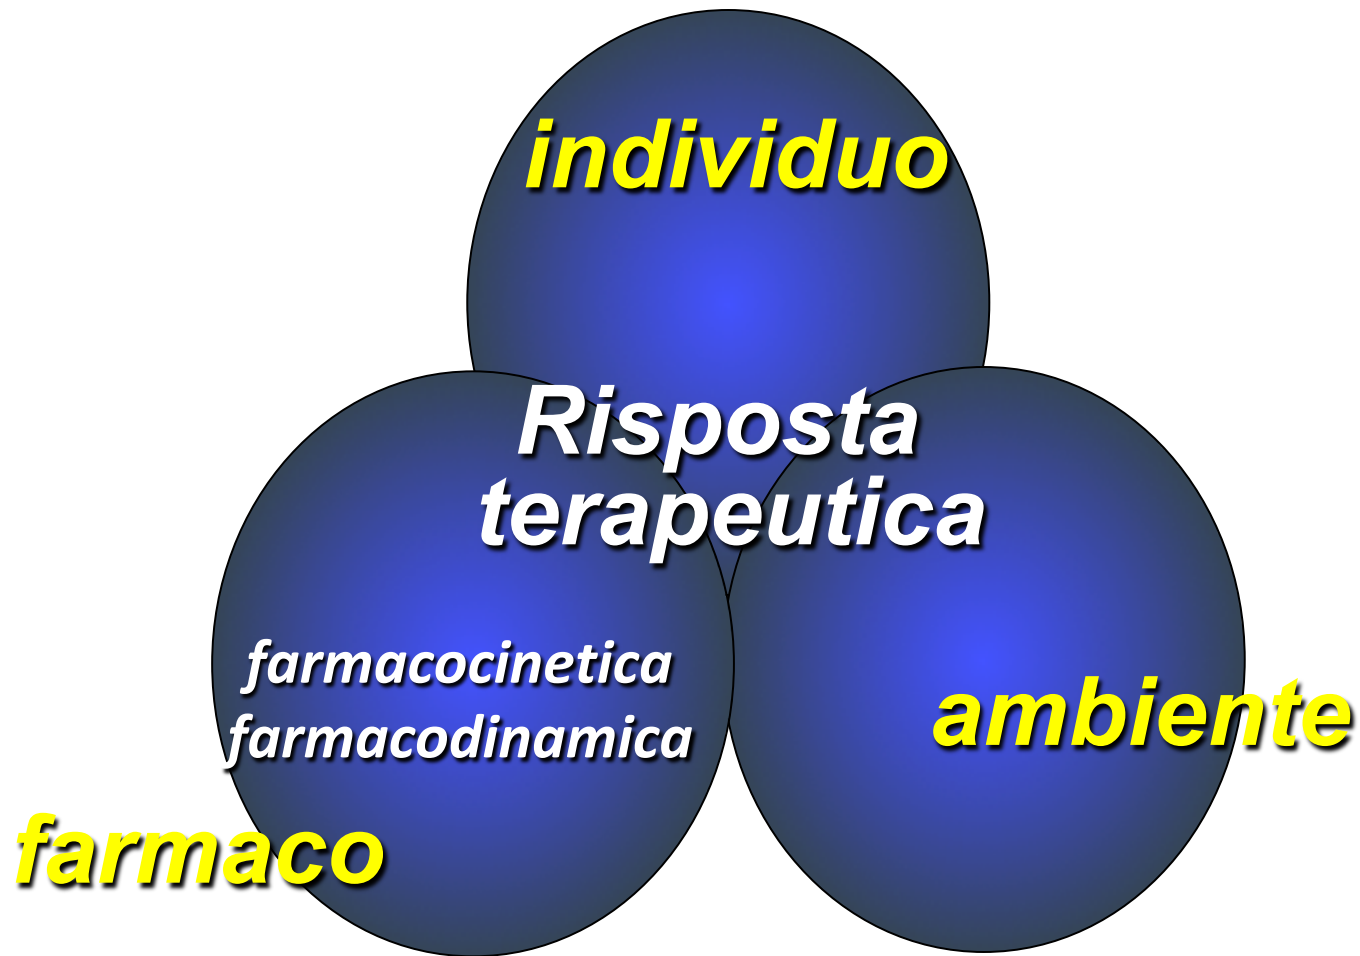 individuo
Risposta
terapeutica
farmacocinetica
farmacodinamica
ambiente
farmaco